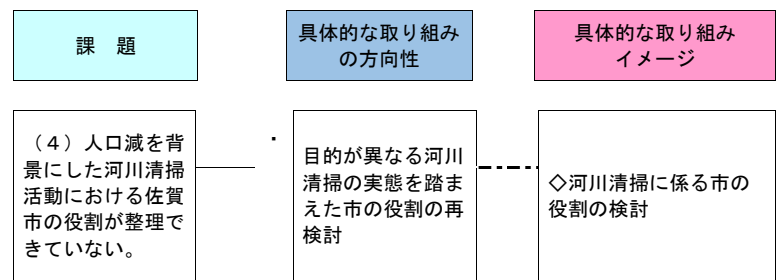 課　題
具体的な取り組み
の方向性
具体的な取り組み
イメージ
（４）人口減を背
景にした河川清掃
活動における佐賀
市の役割が整理で
きていない。
目的が異なる河川
清掃の実態を踏ま
えた市の役割の再
検討
◇河川清掃に係る市の
役割の検討